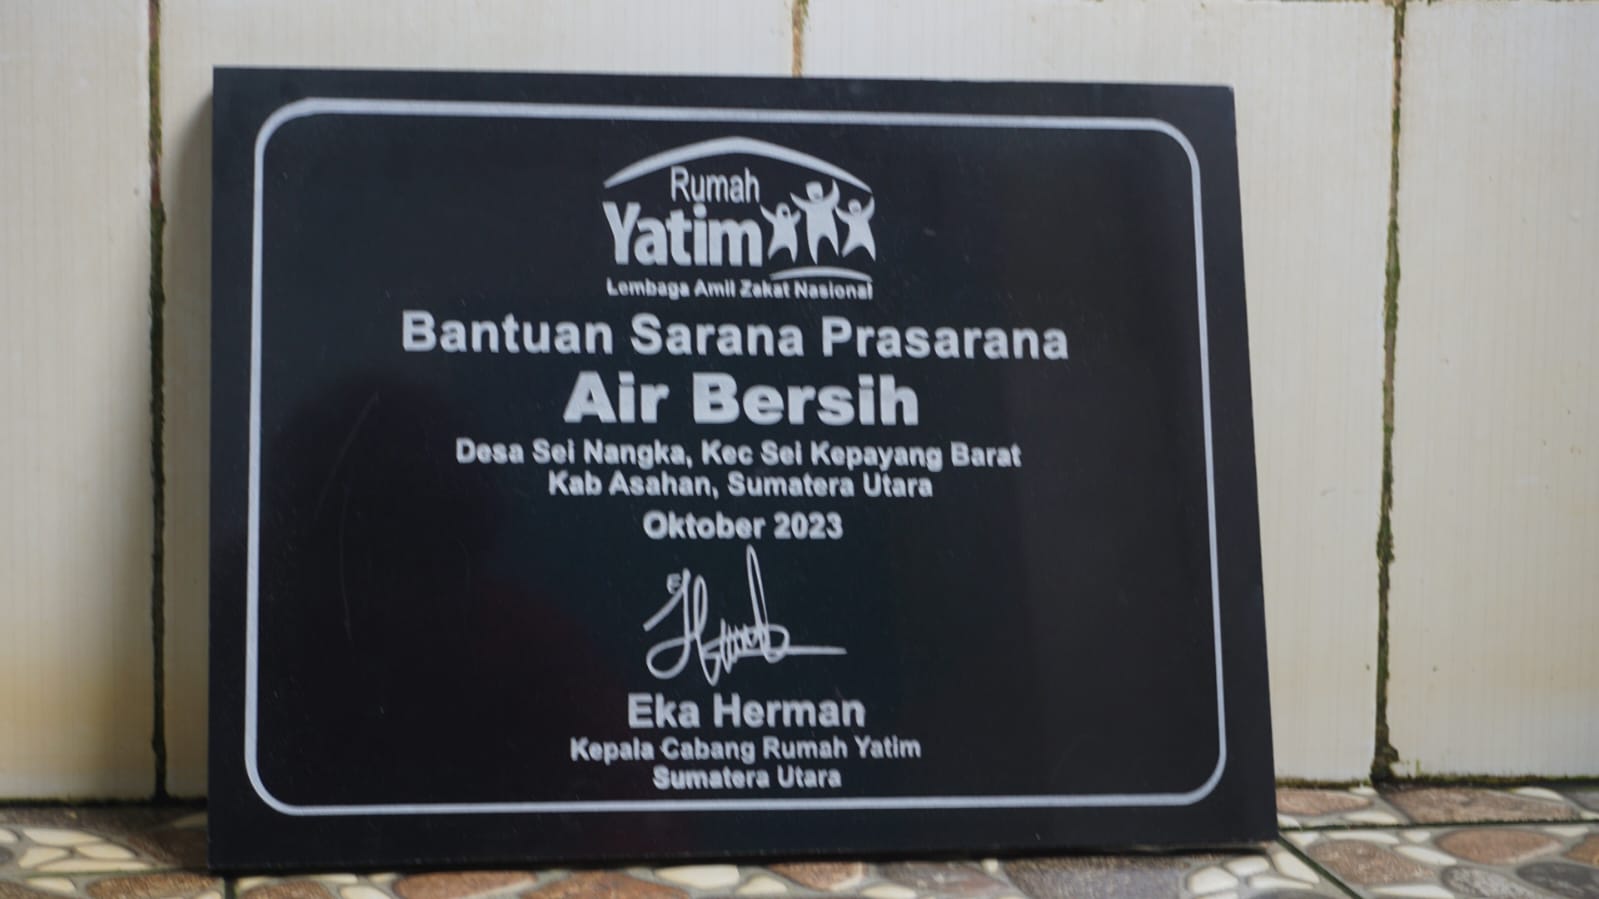 Rumah
Yatim
Lembaga Amil Zakat Nasional
Bantuan Sarana Prasarana
Air Bersih
Desa Sei Nangka, Kec Sei Kepayang Barat
Kab Asahan, Sumatera Utara
Oktober 2023
Eka Herman
Kepala Cabang Rumah Yatim
Sumatera Utara